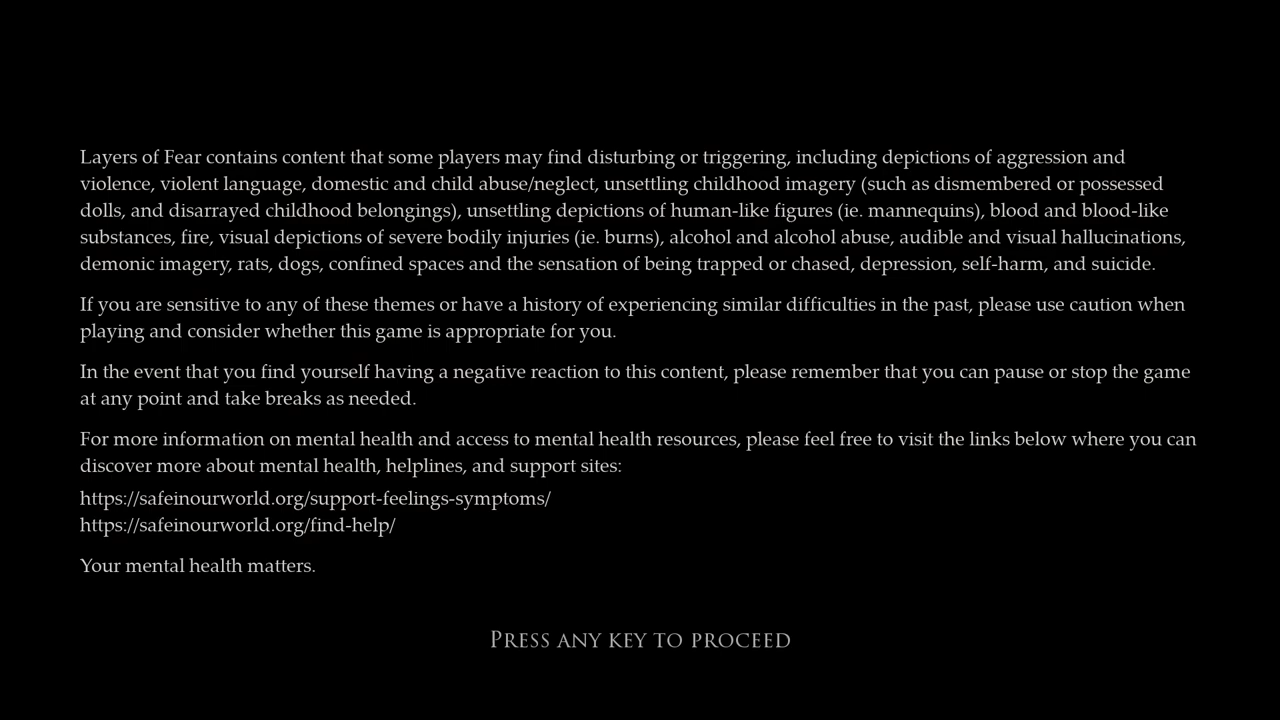 Layers of Fear contains content that some players may find disturbing or triggering, including depictions of aggression and
violence, violent language, domestic and child abuse/neglect, unsettling childhood imagery (such as dismembered or possessed
dolls, and disarrayed childhood belongings), unsettling depictions of human-like figures (ie. mannequins), blood and blood-like
substances, fire, visual depictions of severe bodily injuries (ie. burns), alcohol and alcohol abuse, audible and visual hallucinations,
demonic imagery, rats, dogs, confined spaces and the sensation of being trapped or chased, depression, self-harm, and suicide.
If you are sensitive to any of these themes or have a history of experiencing similar difficulties in the past, please use caution when
playing and consider whether this game is appropriate for you.
In the event that you find yourself having a negative reaction to this content, please remember that you can pause or stop the game
at any point and take breaks as needed.
For more information on mental health and access to mental health resources, please feel free to visit the links below where you can
discover more about mental health, helplines, and support sites:
https://safeinourworld.org/support-feelings-symptoms/
https://safeinourworld.org/find-help/
Your mental health matters.
Press any key to proceed